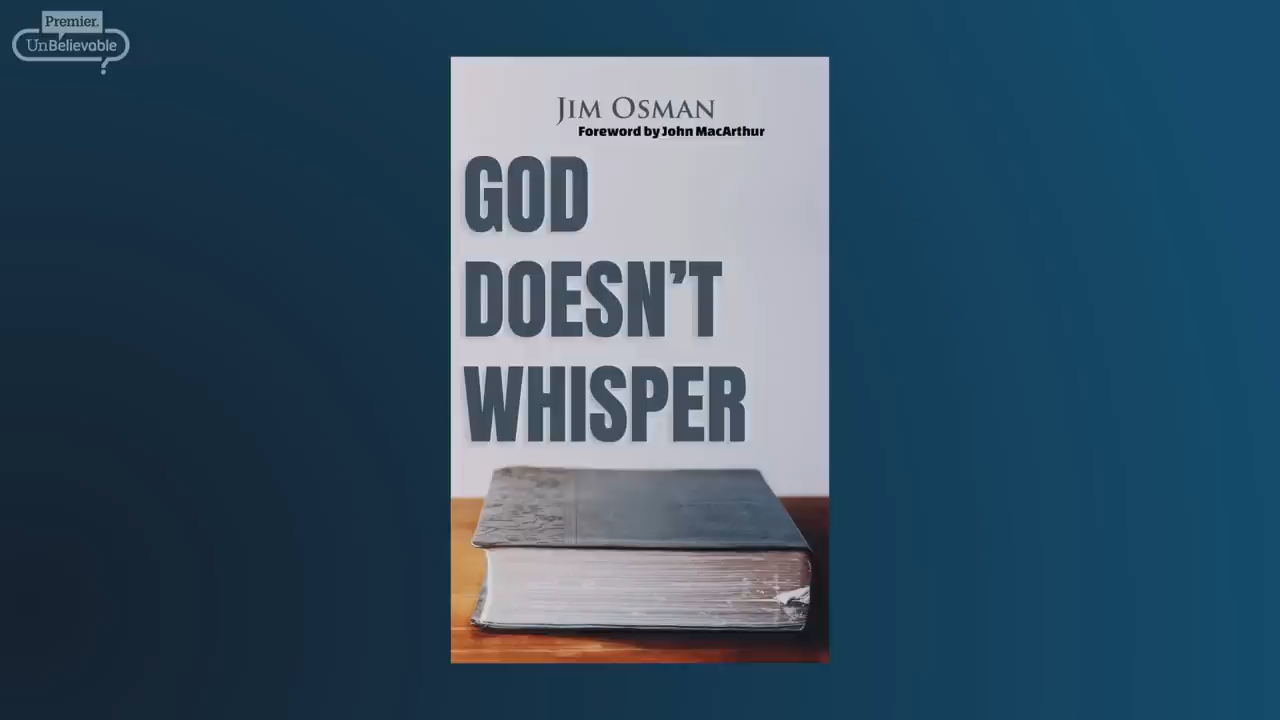 Premier.
UnBelievable
?
JIM OSMAN
Foreword by John MacArthur
GOD
DOESN'T
WHISPER